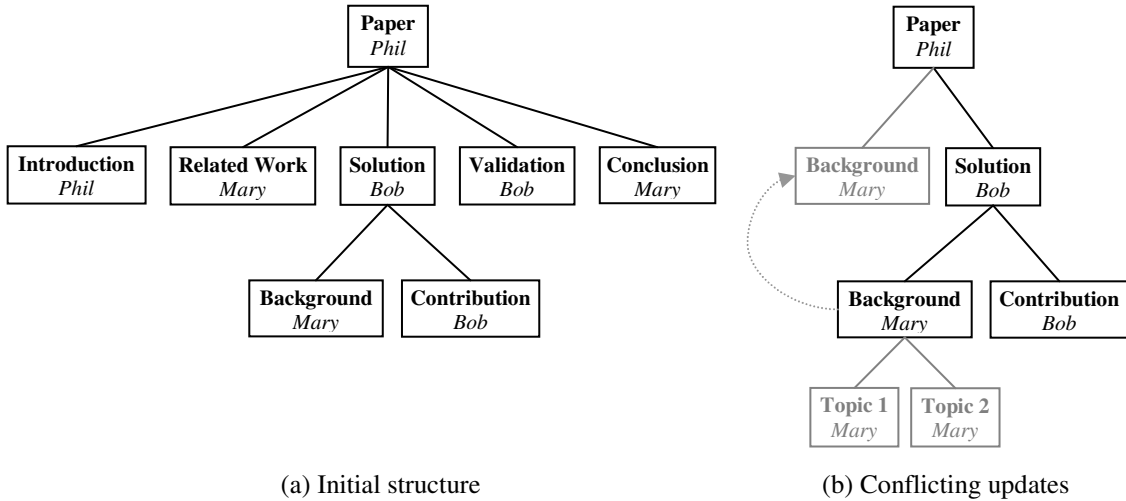 Paper
Phil
Introduction
Phil
Related Work
Mary
Solution
Bob
Validation
Bob
Conclusion
Mary
Background
Mary
Contribution
Bob
(a) Initial structure
Paper
Phil
Background
Mary
Solution
Bob
Background
Mary
Contribution
Bob
Topic 1
Mary
Topic 2
Mary
(b) Conflicting updates